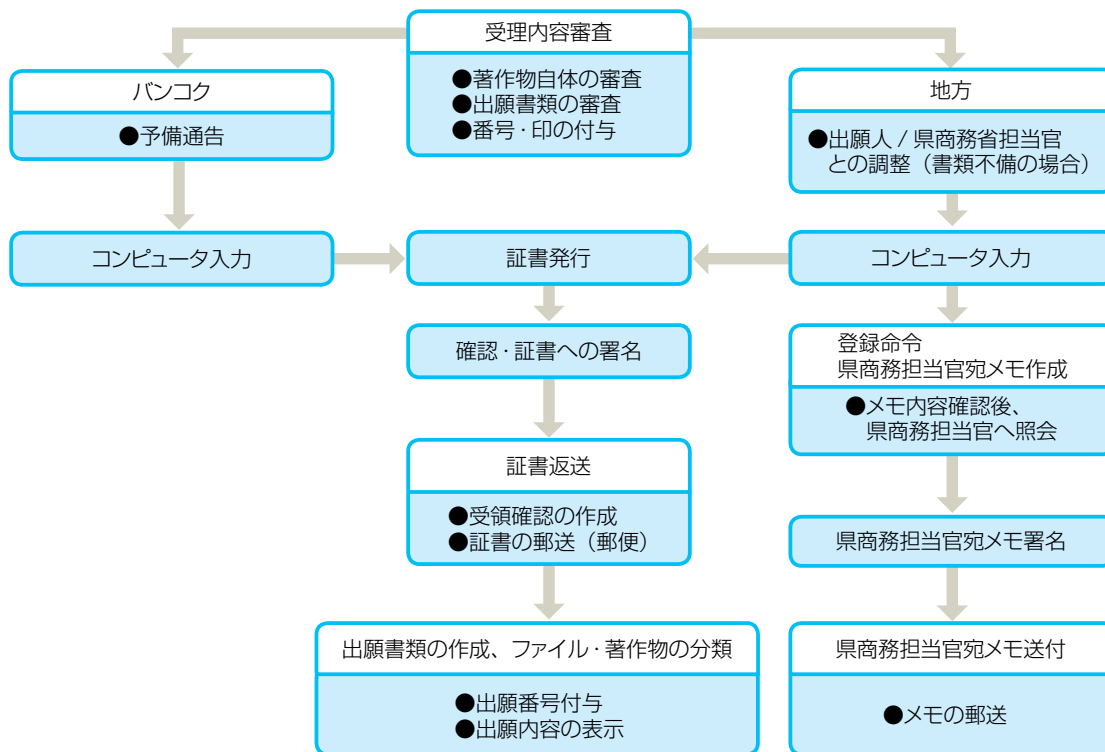 受理内容審査
●著作物自体の審査
●出願書類の審査
●番号・印の付与
バンコク
●予備通告
地方
●出願人 / 県商務省担当官
との調整（書類不備の場合）
コンピュータ入力
証書発行
コンピュータ入力
確認・証書への署名
登録命令
県商務担当官宛メモ作成
●メモ内容確認後、
県商務担当官へ照会
証書返送
●受領確認の作成
●証書の郵送（郵便）
県商務担当官宛メモ署名
出願書類の作成、ファイル・著作物の分類
●出願番号付与
●出願内容の表示
県商務担当官宛メモ送付
●メモの郵送